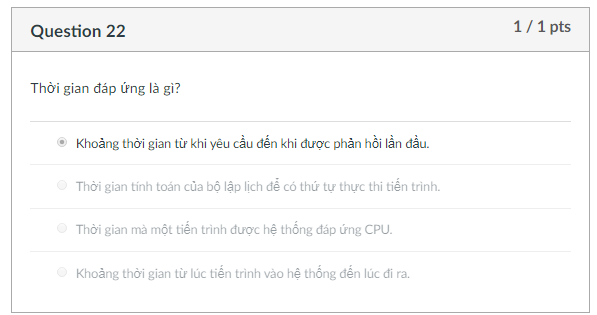 Question 22
1 / 1 pts
Thời gian đáp ứng là gì?
Khoảng thời gian từ khi yêu cầu đến khi được phản hồi lần đầu.
Thời gian tính toán của bộ lập lịch để có thứ tự thực thi tiến trình.
Thời gian mà một tiến trình được hệ thống đáp ứng CPU.
Khoảng thời gian từ lúc tiến trình vào hệ thống đến lúc đi ra.